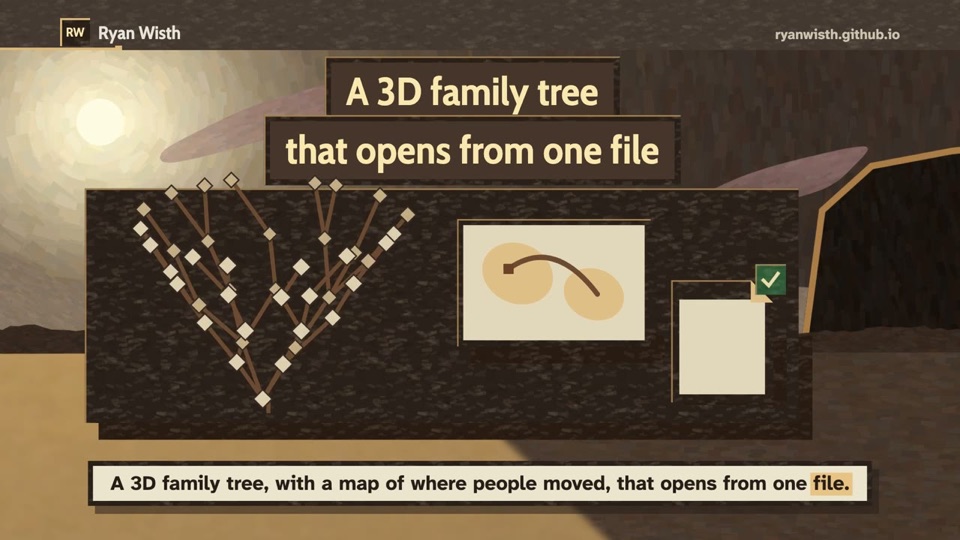 RW Ryan Wisth
ryanwisth.github.io
A 3D family tree
that opens from one file
A 3D family tree, with a map of where people moved, that opens from one file.